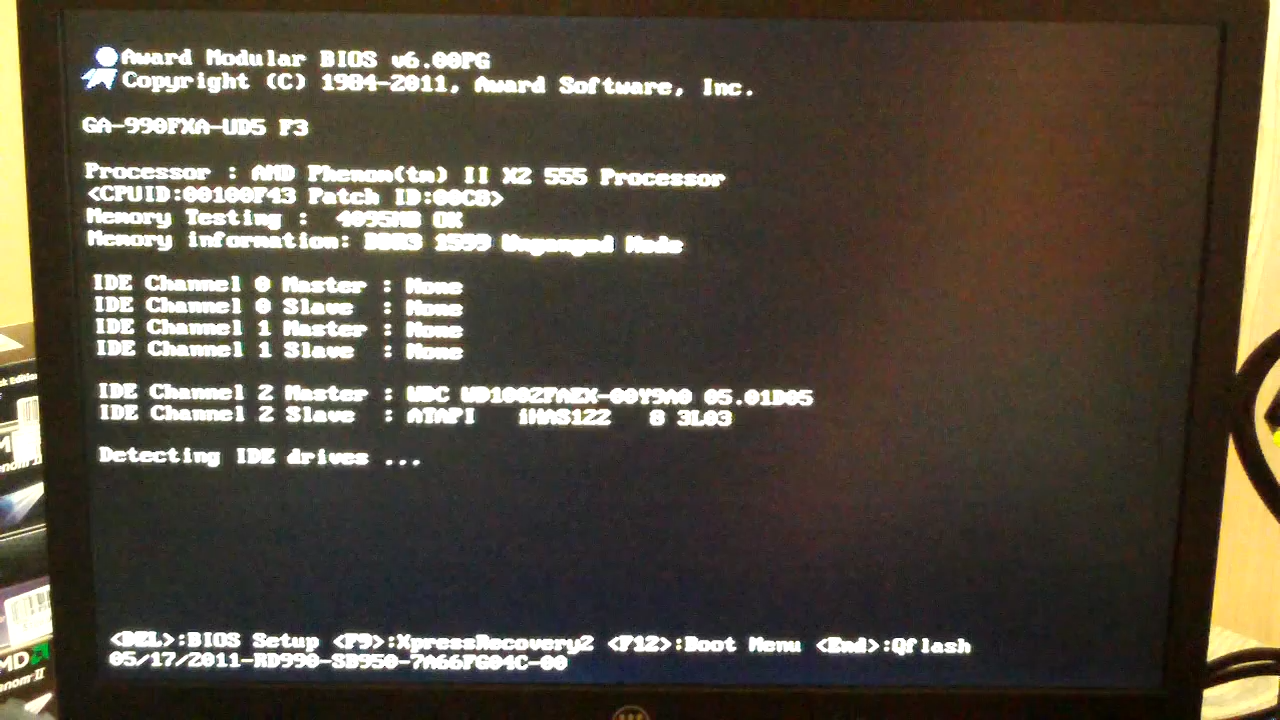 Award Modular BIOS v6.00PG
Copyright (C) 1984-2011, Award Software, Inc.
GA-990FXA-UD5 F3
Processor : AMD Phenom(tm) II X2 555 Processor
<CPUID:00100F43 Patch ID:00C8>
Memory Testing : 4095MB OK
Memory information: DDR3 1599 Unganged Mode
IDE Channel 0 Master : None
IDE Channel 0 Slave : None
IDE Channel 1 Master : None
IDE Channel 1 Slave : None
IDE Channel 2 Master : WDC WD1002FAEX-00Y9A0 05.01D05
IDE Channel 2 Slave : ATAPI iHAS122 8 3L03
Detecting IDE drives ...
<DEL>:BIOS Setup <F9>:XpressRecovery2 <F12>:Boot Menu <End>:Qflash
05/17/2011-RD990-SB950-7A66FG04C-00